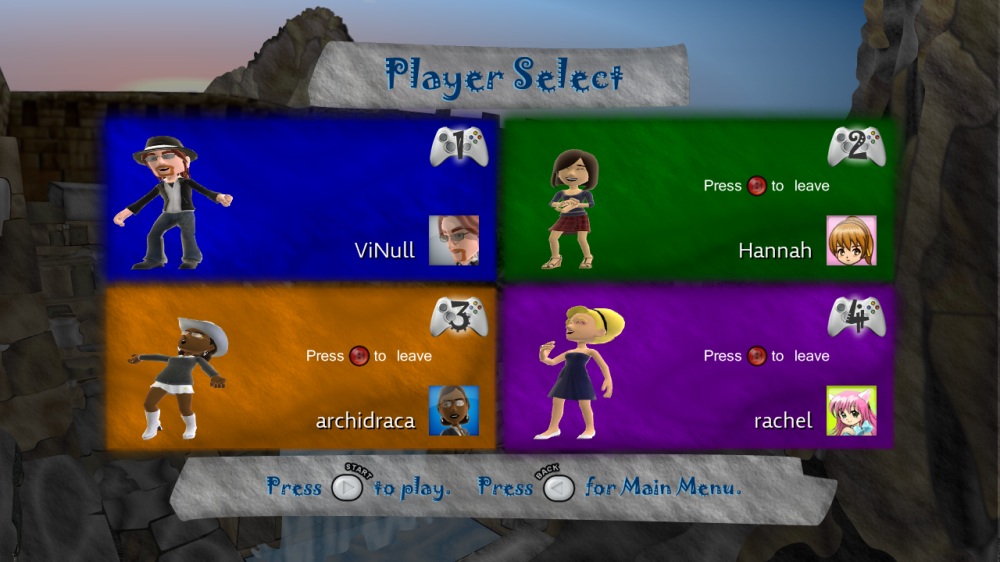 Player Select
1
2
Press to leave
ViNull
Hannah
3
4
Press to leave
Press to leave
archidraca
rachel
START
BACK
Press to play. Press for Main Menu.